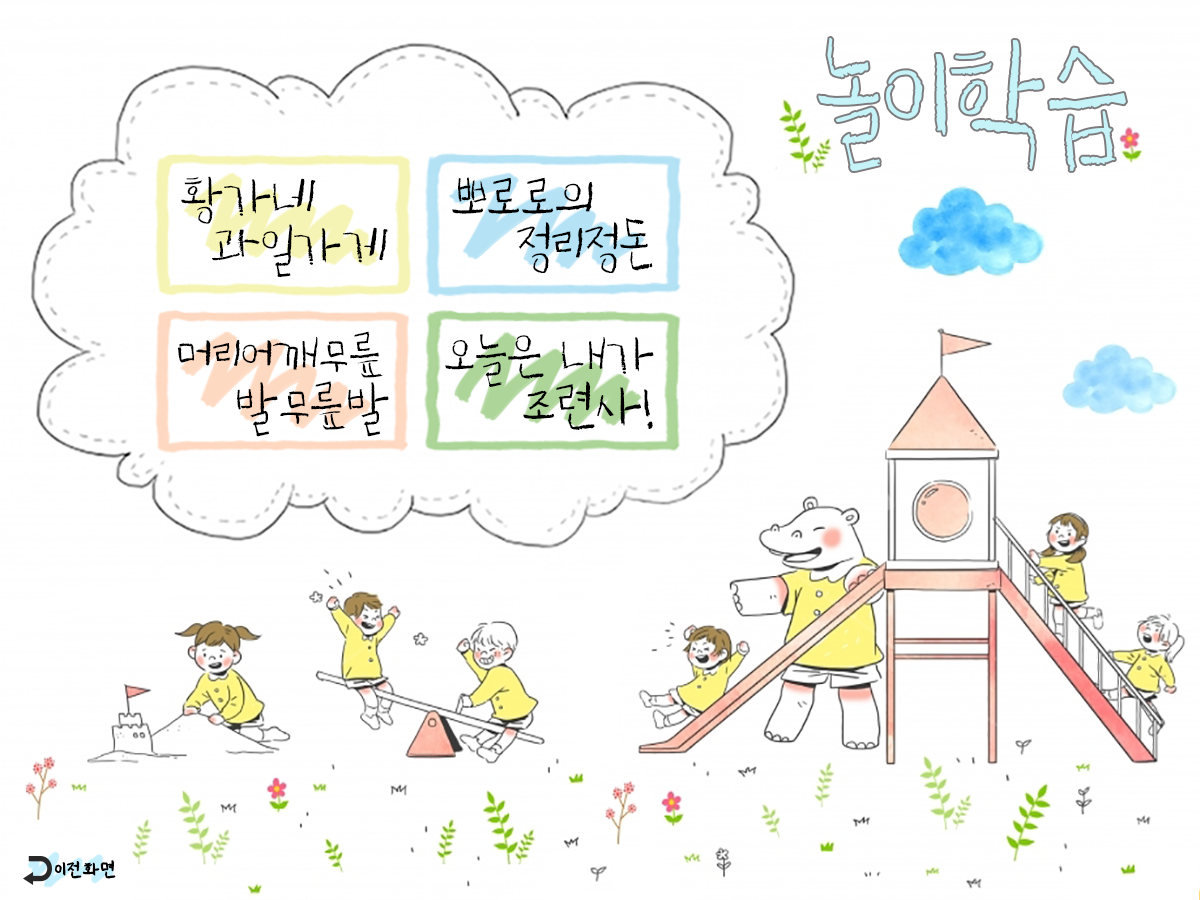 놀이학습
황가네
과일가게
뽀로로의
정리정돈
머리어깨무릎
발무릎발
오늘은 내가
조련사!
이전화면